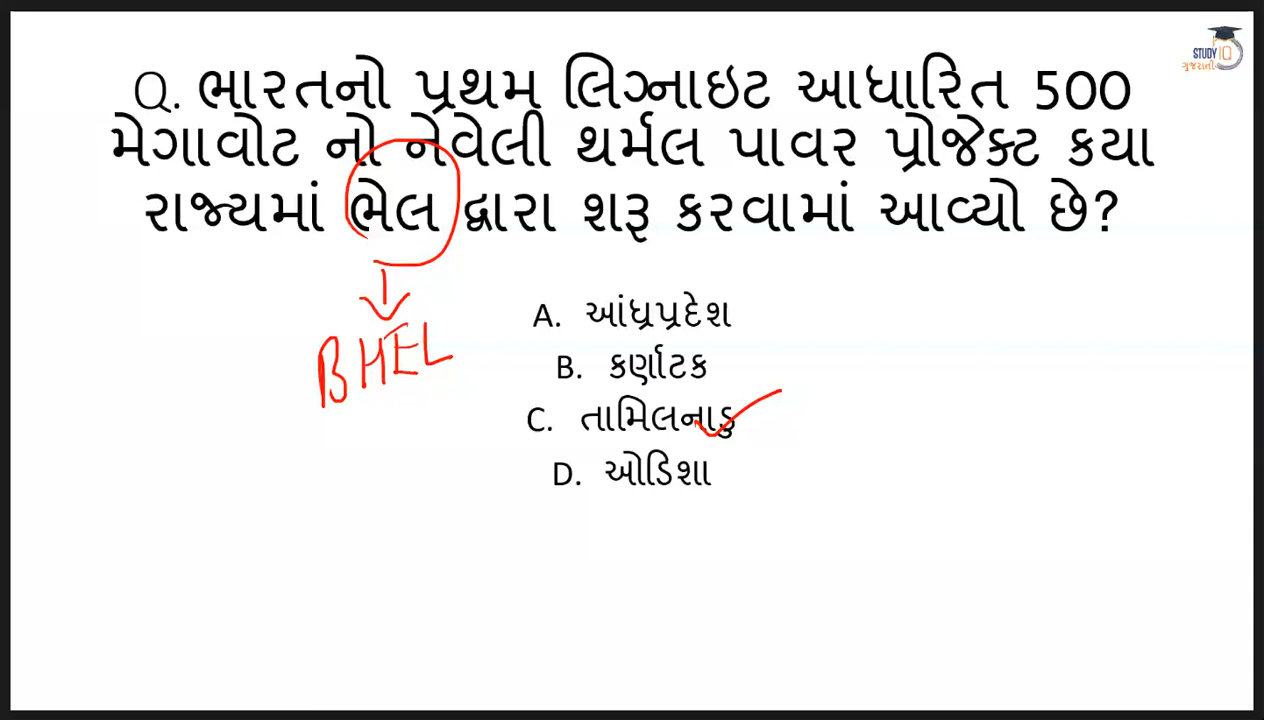 STUDY IQ
ગુજરાતી
Q. ભારતનો પ્રથમ લિગ્નાઇટ આધારિત 500
મેગાવોટ નો નેવેલી થર્મલ પાવર પ્રોજેક્ટ કયા
રાજ્યમાં ભેલ દ્વારા શરૂ કરવામાં આવ્યો છે?
BHEL
A. આંધ્રપ્રદેશ
B. કર્ણાટક
C. તામિલનાડુ
D. ઓડિશા